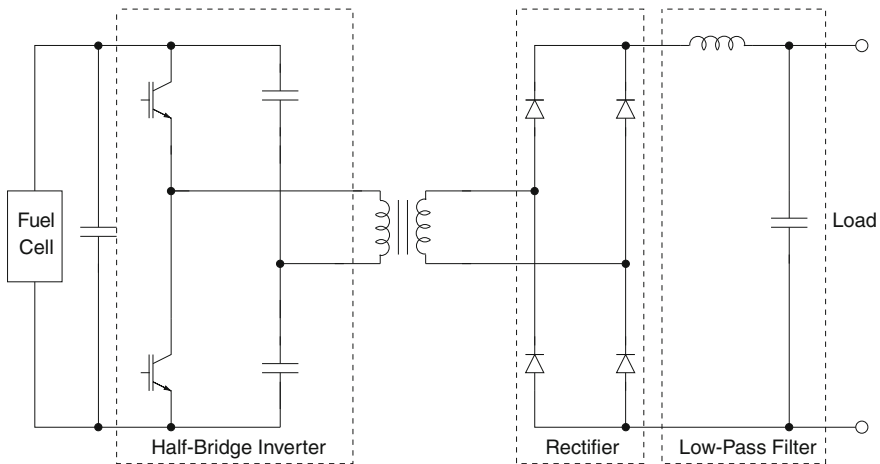 Fuel
Cell
Load
Half-Bridge Inverter
Rectifier
Low-Pass Filter